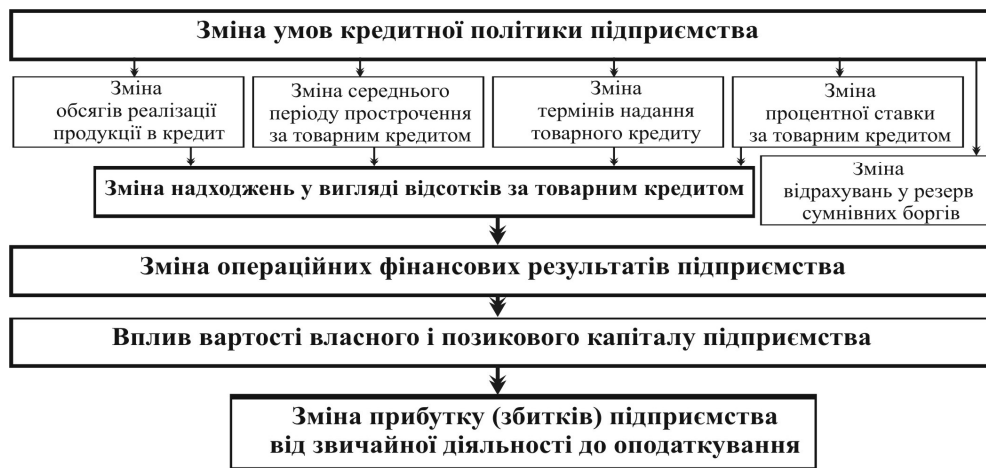 Зміна умов кредитної політики підприємства
Зміна
обсягів реалізації
продукції в кредит
Зміна середнього
періоду прострочення
за товарним кредитом
Зміна
термінів надання
товарного кредиту
Зміна
процентної ставки
за товарним кредитом
Зміна надходжень у вигляді відсотків за товарним кредитом
Зміна
відрахувань у резерв
сумнівних боргів
Зміна операційних фінансових результатів підприємства
Вплив вартості власного і позикового капіталу підприємства
Зміна прибутку (збитків) підприємства
від звичайної діяльності до оподаткування